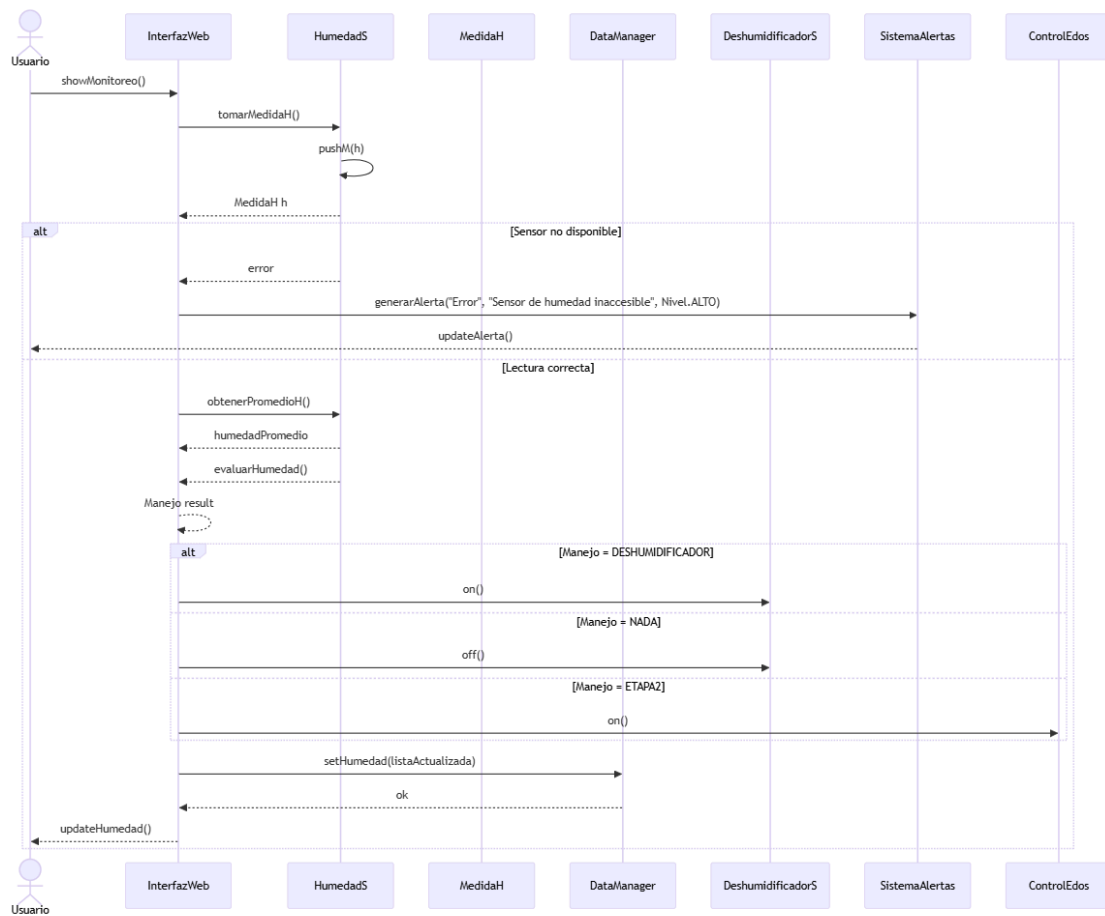 Usuario
InterfazWeb
HumedadS
MedidaH
DataManager
DeshumidificadorS
SistemaAlertas
ControlEdos
showMonitoreo()
tomarMedidaH()
pushM(h)
MedidaH h
alt
[Sensor no disponible]
error
generarAlerta("Error", "Sensor de humedad inaccesible", Nivel.ALTO)
updateAlerta()
[Lectura correcta]
obtenerPromedioH()
humedadPromedio
evaluarHumedad()
Manejo result
alt
[Manejo = DESHUMIDIFICADOR]
on()
[Manejo = NADA]
off()
[Manejo = ETAPA2]
on()
setHumedad(listaActualizada)
ok
updateHumedad()
Usuario
InterfazWeb
HumedadS
MedidaH
DataManager
DeshumidificadorS
SistemaAlertas
ControlEdos